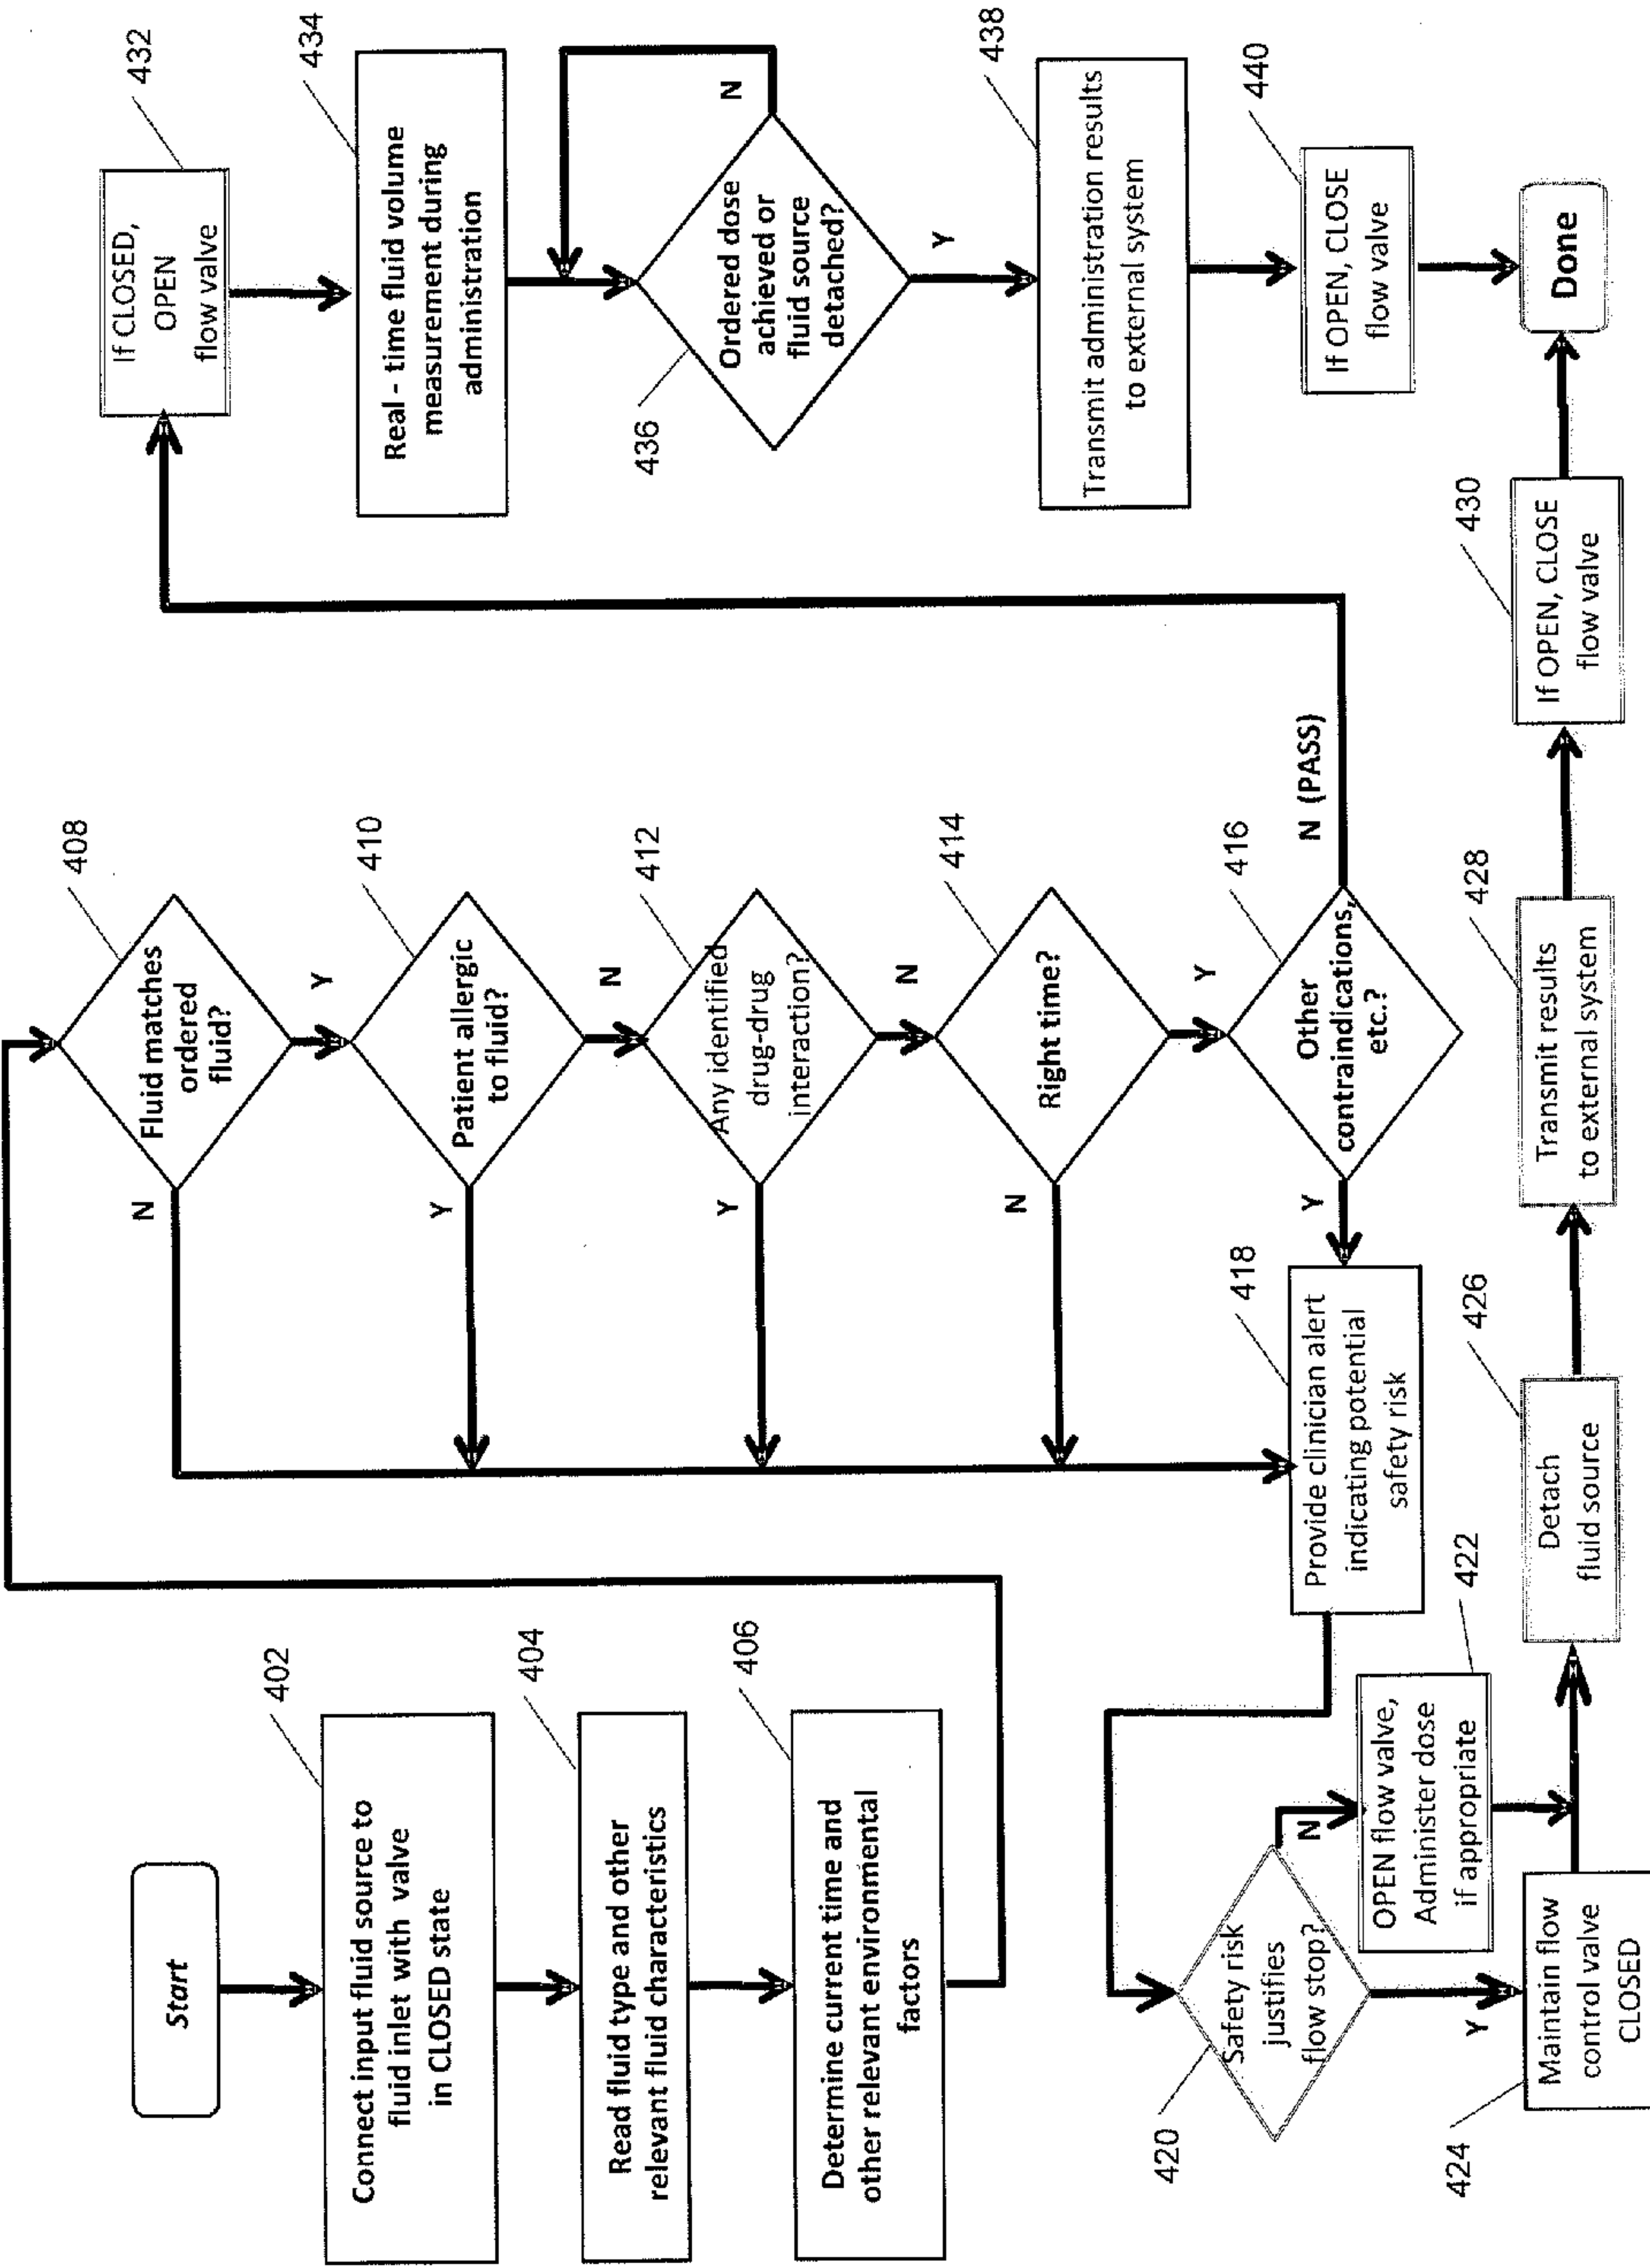 Start
402
Connect input fluid source to
fluid inlet with valve
in CLOSED state
404
Read fluid type and other
relevant fluid characteristics
406
Determine current time and
other relevant environmental
factors
408
Fluid matches
ordered
fluid?
N
Y
410
Patient allergic
to fluid?
Y
N
412
Any identified
drug-drug
interaction?
Y
N
414
Right time?
N
Y
416
Other
contraindications,
etc.?
Y
N (PASS)
418
Provide clinician alert
indicating potential
safety risk
420
Safety risk
justifies
flow stop?
N
Y
422
OPEN flow valve,
Administer dose
if appropriate
424
Maintain flow
control valve
CLOSED
426
Detach
fluid source
428
Transmit results
to external system
430
If OPEN, CLOSE
flow valve
432
If CLOSED,
OPEN
flow valve
434
Real - time fluid volume
measurement during
administration
436
Ordered dose
achieved or
fluid source
detached?
N
Y
438
Transmit administration results
to external system
440
If OPEN, CLOSE
flow valve
Done